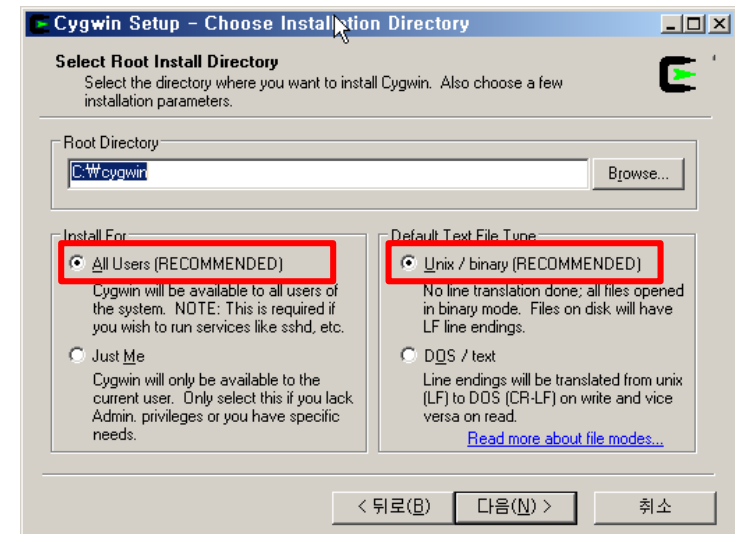 Cygwin Setup - Choose Installation Directory
Select Root Install Directory
Select the directory where you want to install Cygwin. Also choose a few
installation parameters.
Root Directory
C:₩cygwin
Browse...
Install For
All Users (RECOMMENDED)
Cygwin will be available to all users of
the system. NOTE: This is required if
you wish to run services like sshd, etc.
Just Me
Cygwin will only be available to the
current user. Only select this if you lack
Admin. privileges or you have specific
needs.
Default Text File Type
Unix / binary (RECOMMENDED)
No line translation done; all files opened
in binary mode. Files on disk will have
LF line endings.
DOS / text
Line endings will be translated from unix
(LF) to DOS (CR-LF) on write and vice
versa on read.
Read more about file modes...
< 뒤로(B)
다음(N) >
취소